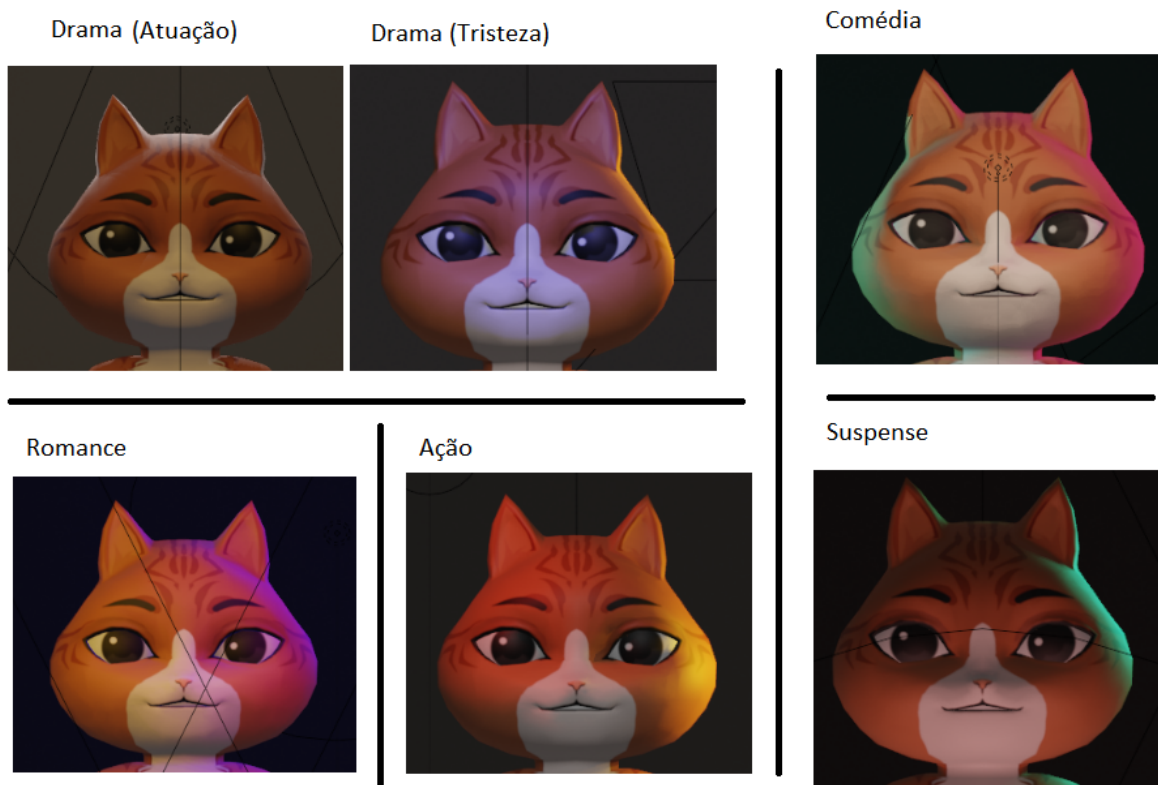 Drama (Atuação)
Drama (Tristeza)
Comédia
Romance
Ação
Suspense